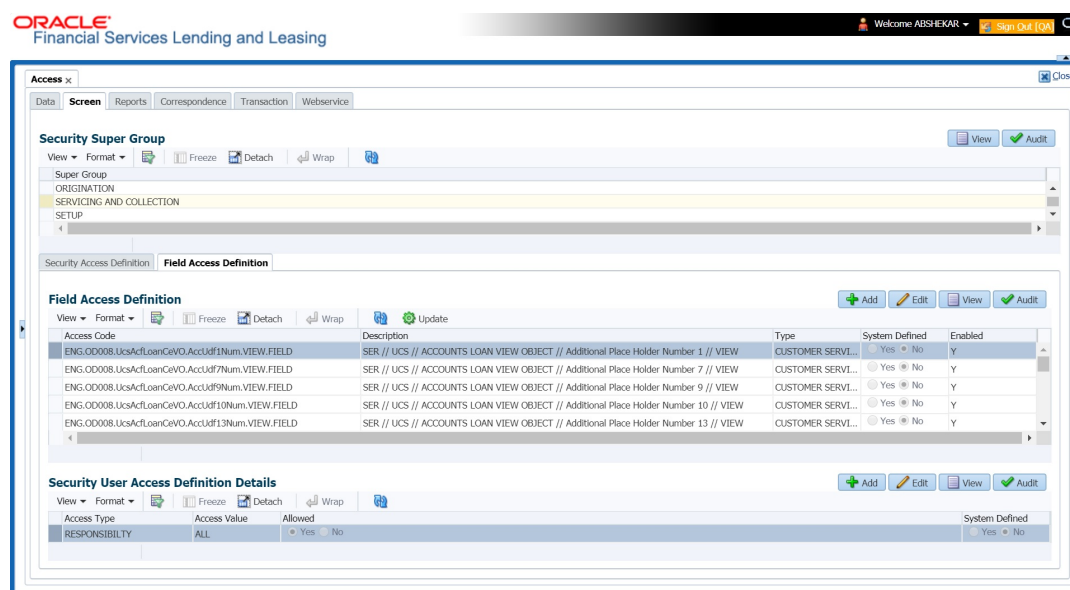 ORACLE
Financial Services Lending and Leasing
Welcome ABSHEKAR
Sign Out [QA]
Access
Data Screen Reports Correspondence Transaction Webservice
Security Super Group
View Audit
View Format Freeze Detach Wrap
Super Group
ORIGINATION
SERVICING AND COLLECTION
SETUP
Security Access Definition Field Access Definition
Field Access Definition
Add Edit View Audit
View Format Freeze Detach Wrap Update
Access Code Description Type System Defined Enabled
ENG.OD008.UcsAcfLoanCeVO.AccUdf1Num.VIEW.FIELD SER // UCS // ACCOUNTS LOAN VIEW OBJECT // Additional Place Holder Number 1 // VIEW CUSTOMER SERVI... Yes No Y
ENG.OD008.UcsAcfLoanCeVO.AccUdf7Num.VIEW.FIELD SER // UCS // ACCOUNTS LOAN VIEW OBJECT // Additional Place Holder Number 7 // VIEW CUSTOMER SERVI... Yes No Y
ENG.OD008.UcsAcfLoanCeVO.AccUdf9Num.VIEW.FIELD SER // UCS // ACCOUNTS LOAN VIEW OBJECT // Additional Place Holder Number 9 // VIEW CUSTOMER SERVI... Yes No Y
ENG.OD008.UcsAcfLoanCeVO.AccUdf10Num.VIEW.FIELD SER // UCS // ACCOUNTS LOAN VIEW OBJECT // Additional Place Holder Number 10 // VIEW CUSTOMER SERVI... Yes No Y
ENG.OD008.UcsAcfLoanCeVO.AccUdf13Num.VIEW.FIELD SER // UCS // ACCOUNTS LOAN VIEW OBJECT // Additional Place Holder Number 13 // VIEW CUSTOMER SERVI... Yes No Y
Security User Access Definition Details
Add Edit View Audit
View Format Freeze Detach Wrap
Access Type Access Value Allowed System Defined
RESPONSIBILTY ALL Yes No Yes No